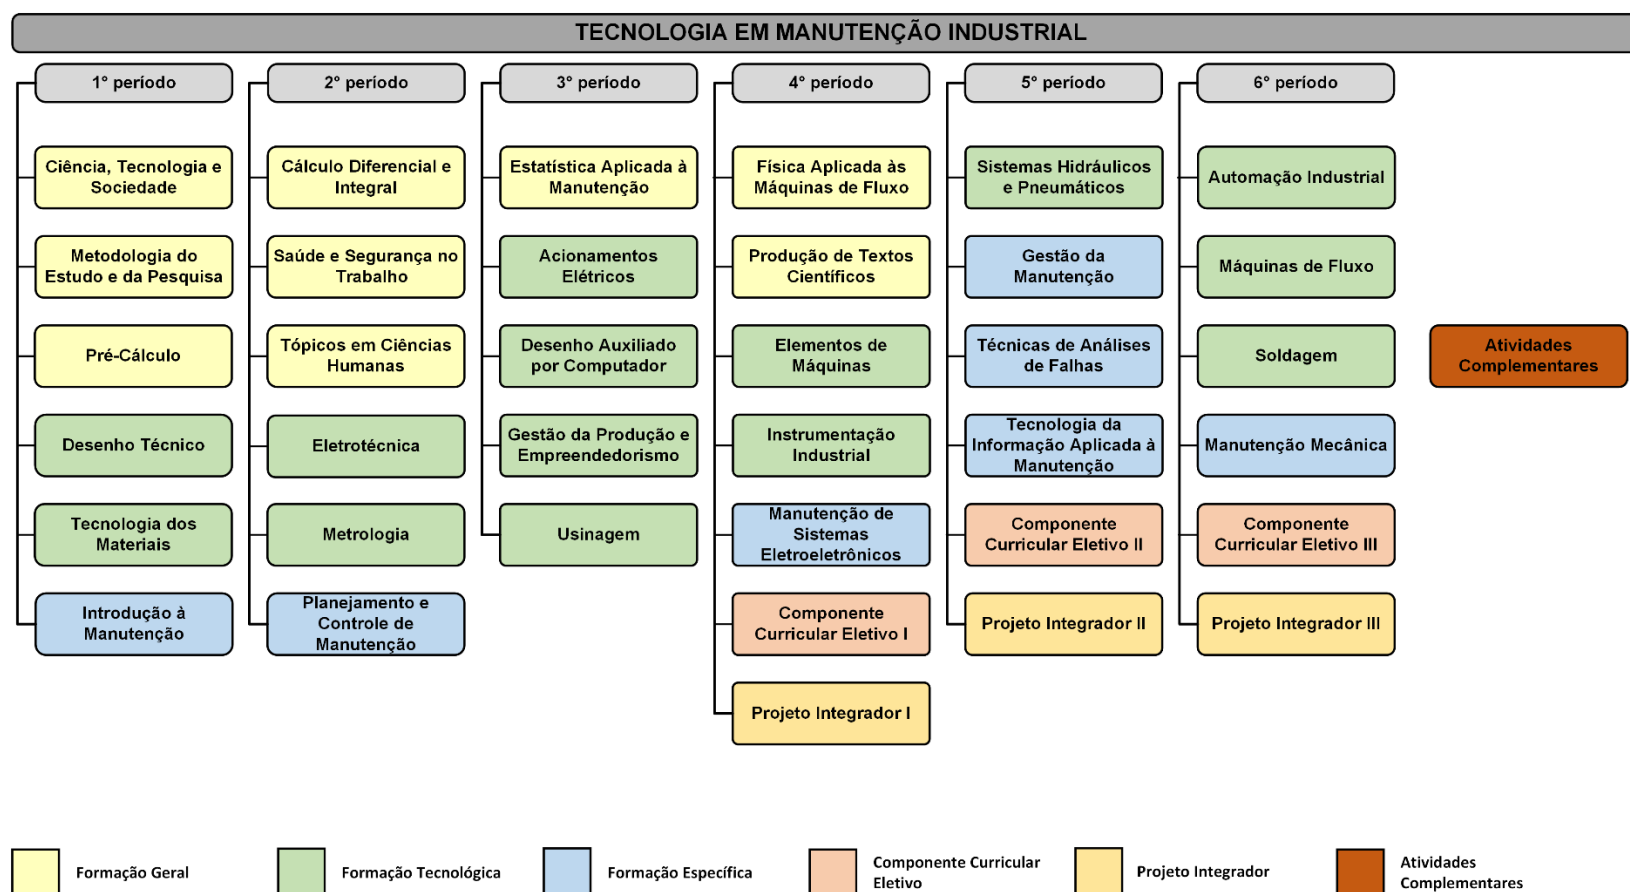 TECNOLOGIA EM MANUTENÇÃO INDUSTRIAL
1° período
Ciência, Tecnologia e
Sociedade
Metodologia do
Estudo e da Pesquisa
Pré-Cálculo
Desenho Técnico
Tecnologia dos
Materiais
Introdução à
Manutenção
2° período
Cálculo Diferencial e
Integral
Saúde e Segurança no
Trabalho
Tópicos em Ciências
Humanas
Eletrotécnica
Metrologia
Planejamento e
Controle de
Manutenção
3° período
Estatística Aplicada à
Manutenção
Acionamentos
Elétricos
Desenho Auxiliado
por Computador
Gestão da Produção e
Empreendedorismo
Usinagem
4° período
Física Aplicada às
Máquinas de Fluxo
Produção de Textos
Científicos
Elementos de
Máquinas
Instrumentação
Industrial
Manutenção de
Sistemas
Eletroeletrônicos
Componente
Curricular Eletivo I
Projeto Integrador I
5° período
Sistemas Hidráulicos
e Pneumáticos
Gestão da
Manutenção
Técnicas de Análises
de Falhas
Tecnologia da
Informação Aplicada à
Manutenção
Componente
Curricular Eletivo II
Projeto Integrador II
6° período
Automação Industrial
Máquinas de Fluxo
Soldagem
Manutenção Mecânica
Componente
Curricular Eletivo III
Projeto Integrador III
Atividades
Complementares
Formação Geral
Formação Tecnológica
Formação Específica
Componente Curricular
Eletivo
Projeto Integrador
Atividades
Complementares